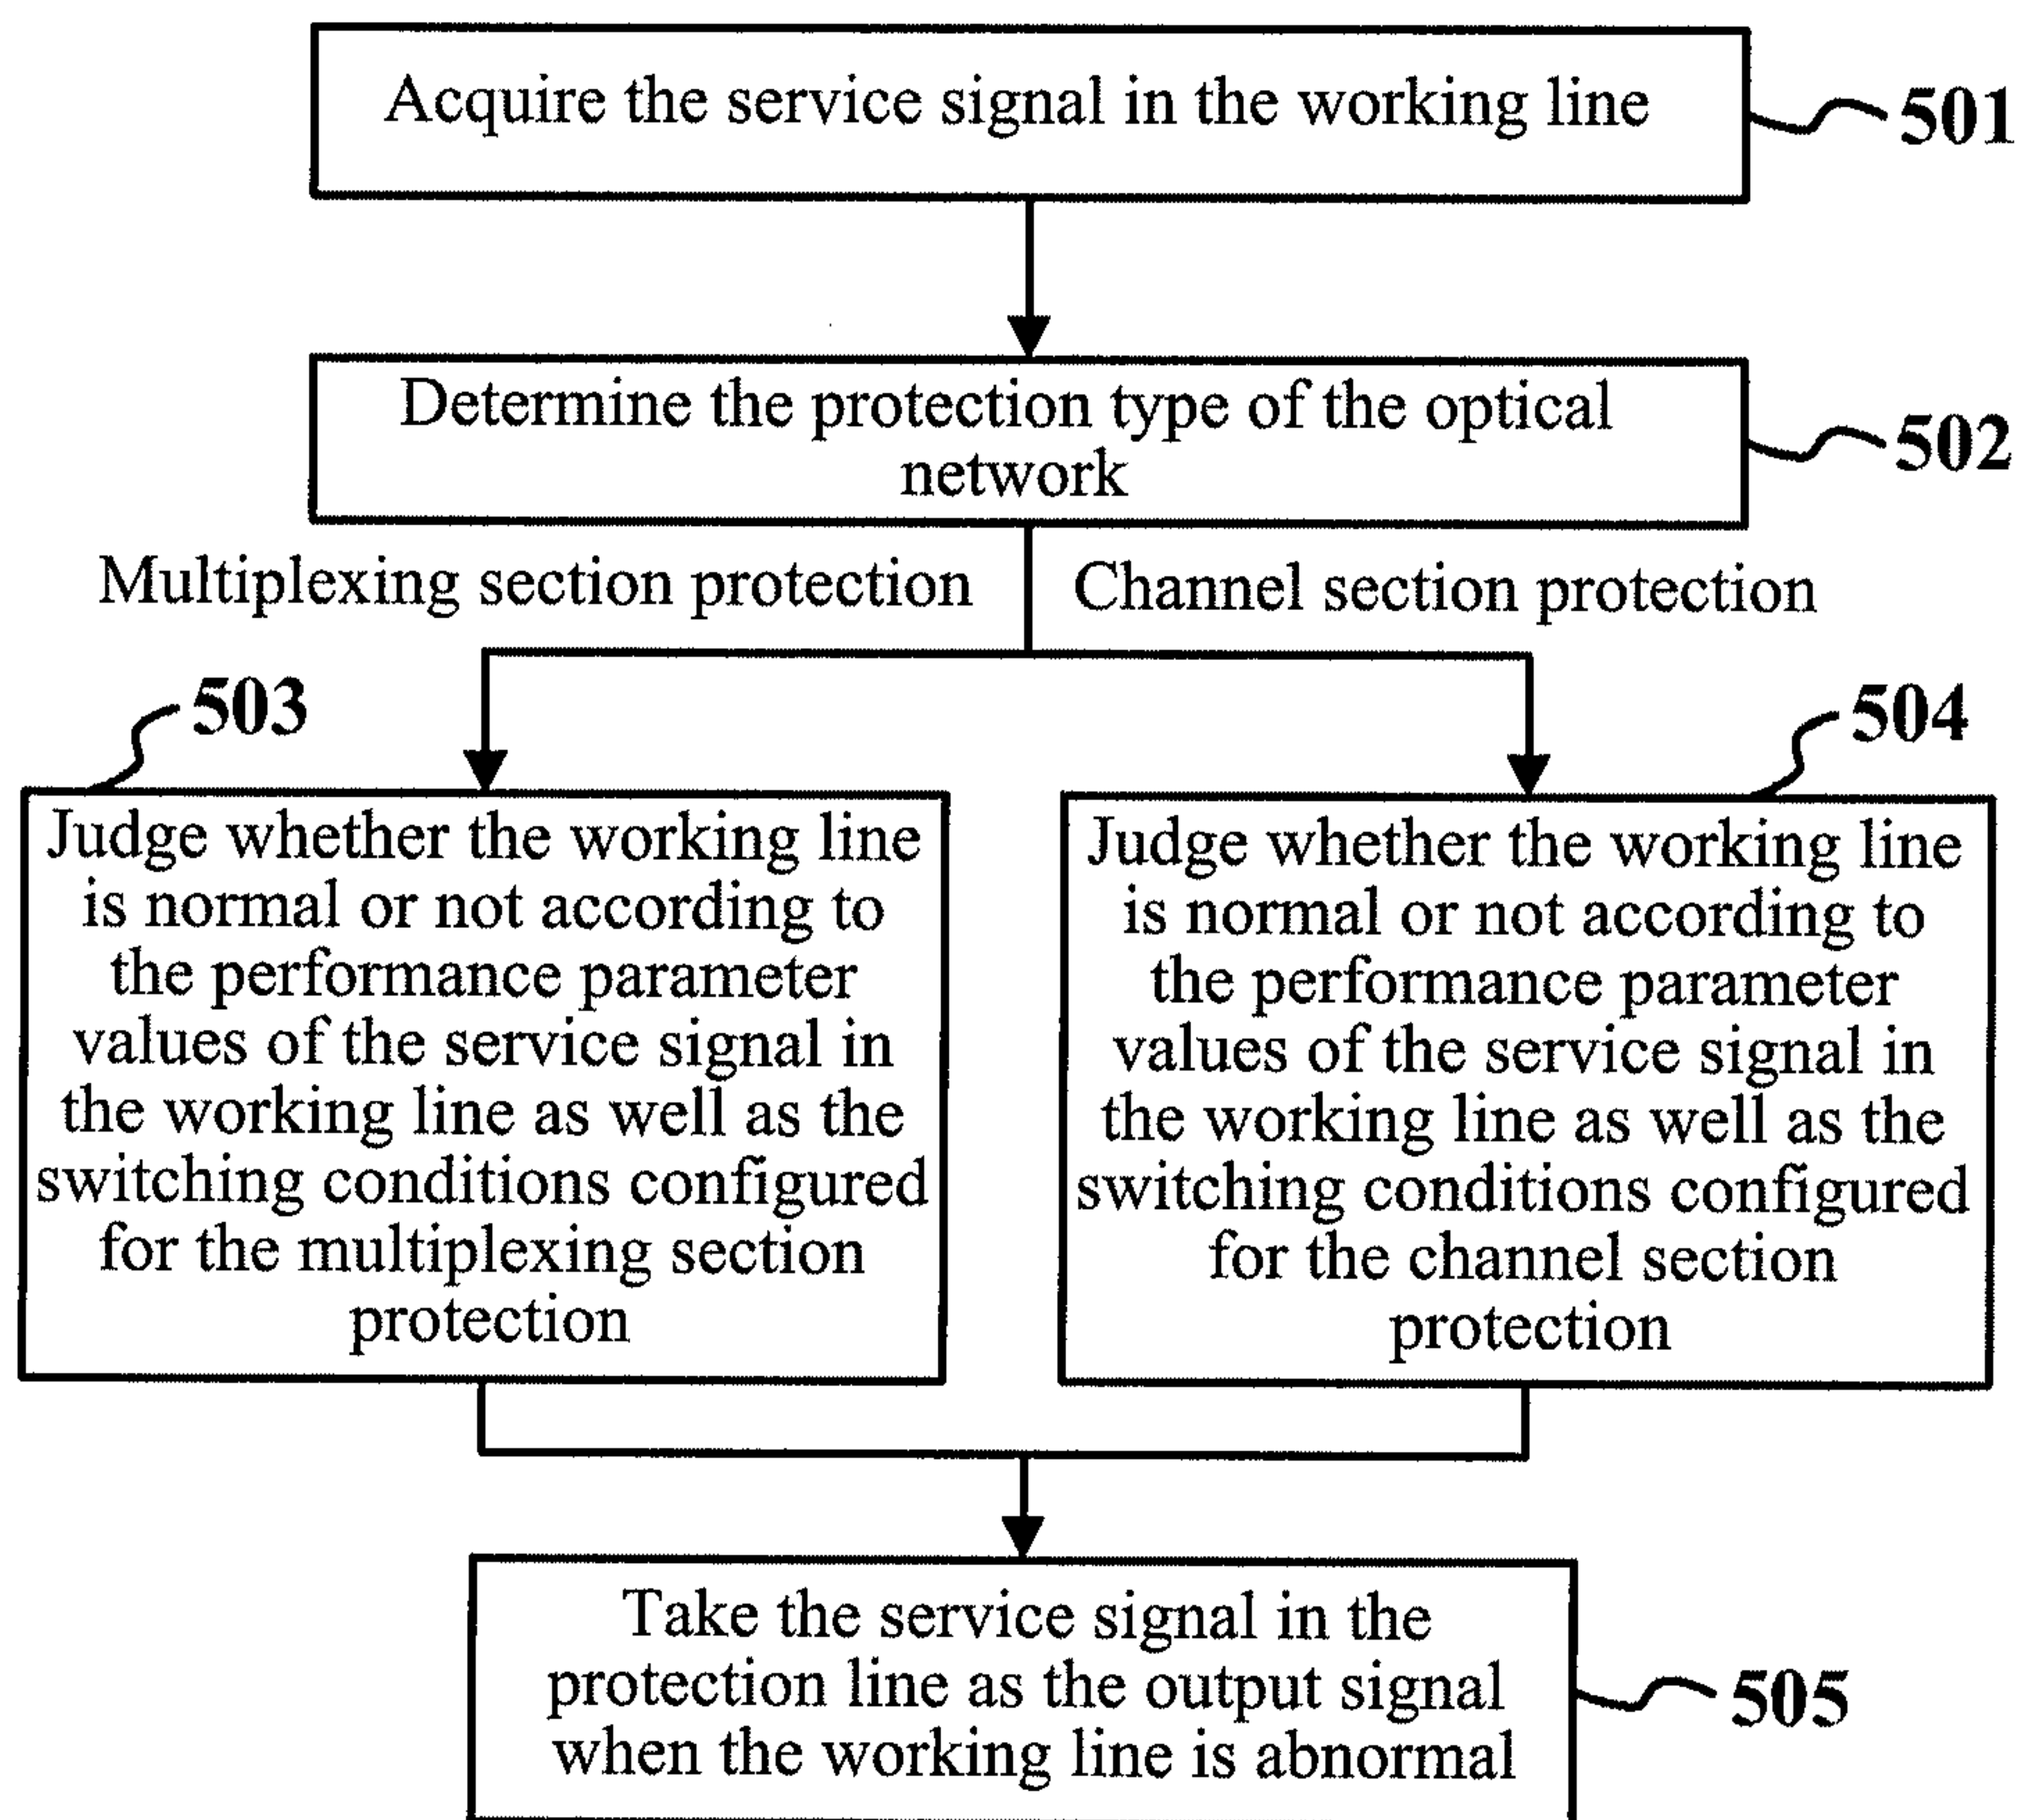 Acquire the service signal in the working line
501
Determine the protection type of the optical
network
502
Multiplexing section protection
Channel section protection
503
504
Judge whether the working line
is normal or not according to
the performance parameter
values of the service signal in
the working line as well as the
switching conditions configured
for the multiplexing section
protection
Judge whether the working line
is normal or not according to
the performance parameter
values of the service signal in
the working line as well as the
switching conditions configured
for the channel section
protection
Take the service signal in the
protection line as the output signal
when the working line is abnormal
505